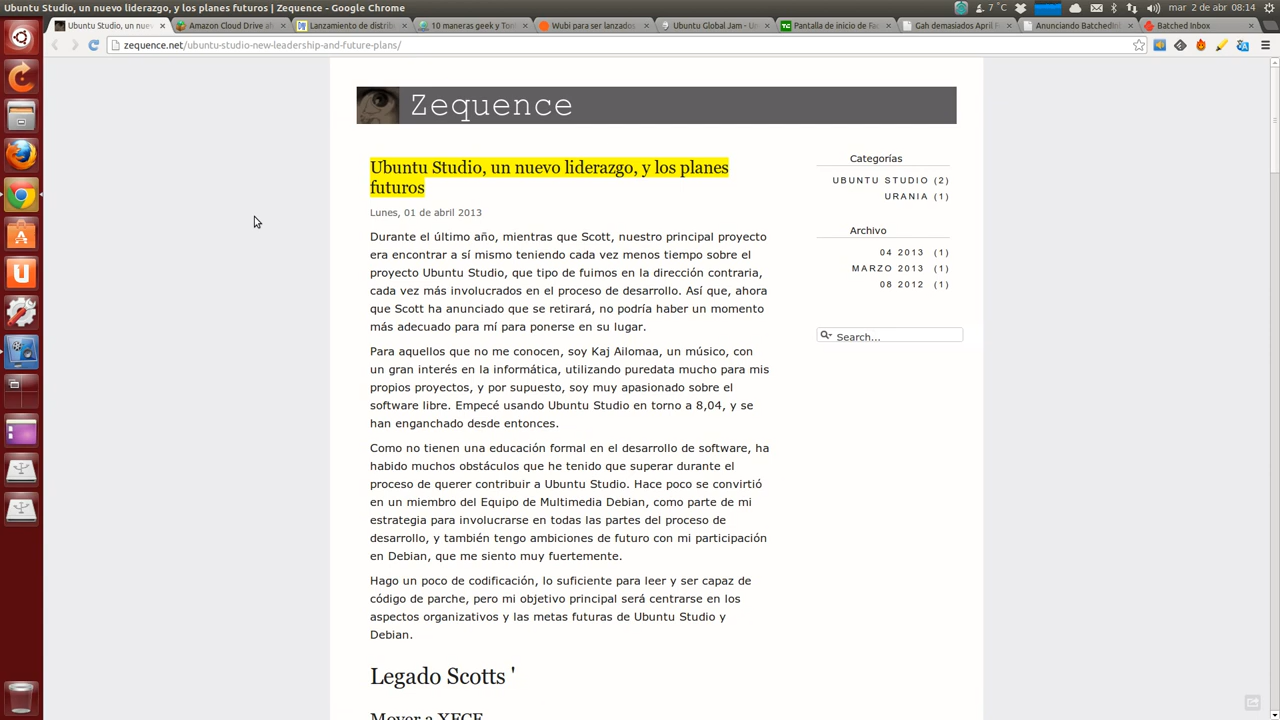 Ubuntu Studio, un nuevo liderazgo, y los planes futuros | Zequence - Google Chrome
7 °C
mar 2 de abr 08:14
Ubuntu Studio, un nuev
Amazon Cloud Drive ah
Lanzamiento de distrib
10 maneras geek y Ton
Wubi para ser lanzados
Ubuntu Global Jam - U
Pantalla de inicio de Fa
Gah demasiados April F
Anunciando BatchedIn
Batched Inbox
zequence.net/ubuntu-studio-new-leadership-and-future-plans/
Zequence
Ubuntu Studio, un nuevo liderazgo, y los planes
futuros
Lunes, 01 de abril 2013
Durante el último año, mientras que Scott, nuestro principal proyecto
era encontrar a sí mismo teniendo cada vez menos tiempo sobre el
proyecto Ubuntu Studio, que tipo de fuimos en la dirección contraria,
cada vez más involucrados en el proceso de desarrollo. Así que, ahora
que Scott ha anunciado que se retirará, no podría haber un momento
más adecuado para mí para ponerse en su lugar.
Para aquellos que no me conocen, soy Kaj Ailomaa, un músico, con
un gran interés en la informática, utilizando puredata mucho para mis
propios proyectos, y por supuesto, soy muy apasionado sobre el
software libre. Empecé usando Ubuntu Studio en torno a 8,04, y se
han enganchado desde entonces.
Como no tienen una educación formal en el desarrollo de software, ha
habido muchos obstáculos que he tenido que superar durante el
proceso de querer contribuir a Ubuntu Studio. Hace poco se convirtió
en un miembro del Equipo de Multimedia Debian, como parte de mi
estrategia para involucrarse en todas las partes del proceso de
desarrollo, y también tengo ambiciones de futuro con mi participación
en Debian, que me siento muy fuertemente.
Hago un poco de codificación, lo suficiente para leer y ser capaz de
código de parche, pero mi objetivo principal será centrarse en los
aspectos organizativos y las metas futuras de Ubuntu Studio y
Debian.
Legado Scotts '
Mover a XFCE
Categorías
UBUNTU STUDIO (2)
URANIA (1)
Archivo
04 2013 (1)
MARZO 2013 (1)
08 2012 (1)
Search...